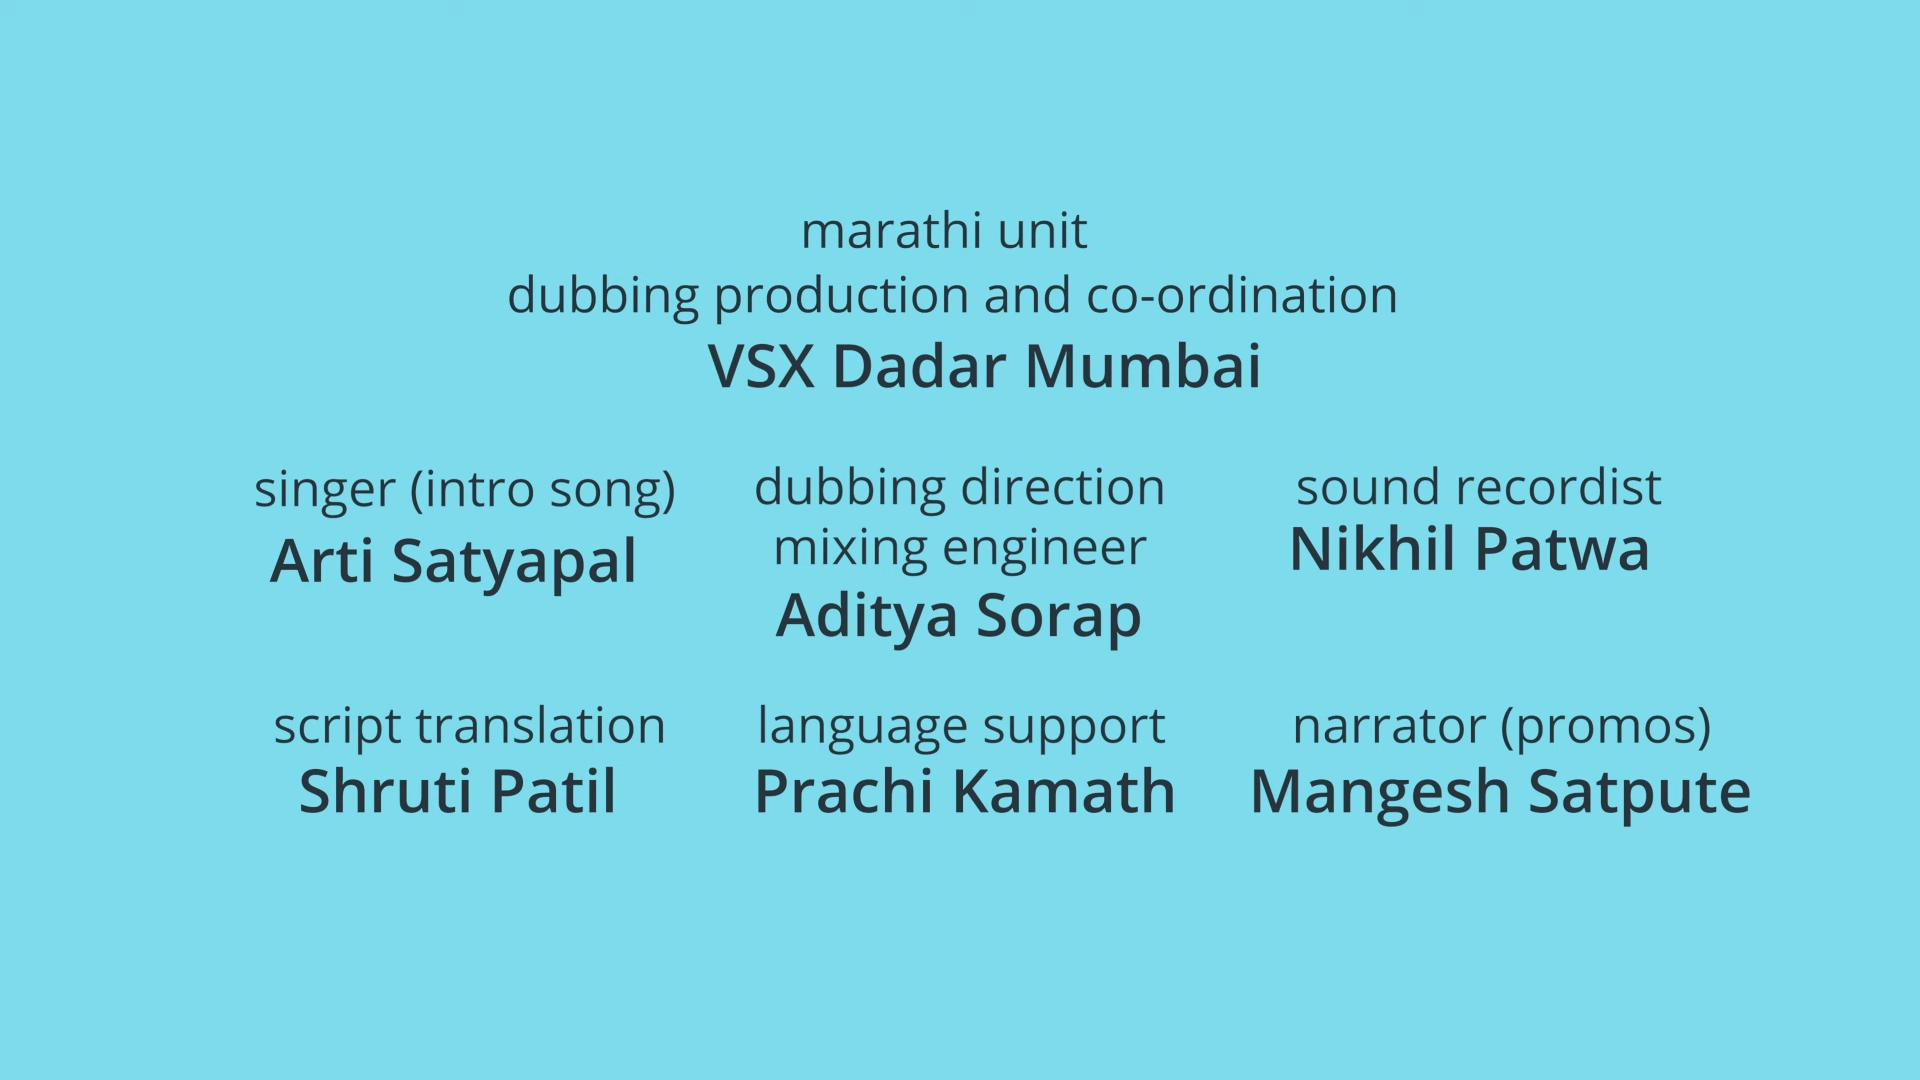 marathi unit
dubbing production and co-ordination
VSX Dadar Mumbai
singer (intro song)
Arti Satyapal
dubbing direction
mixing engineer
Aditya Sorap
sound recordist
Nikhil Patwa
script translation
Shruti Patil
language support
Prachi Kamath
narrator (promos)
Mangesh Satpute